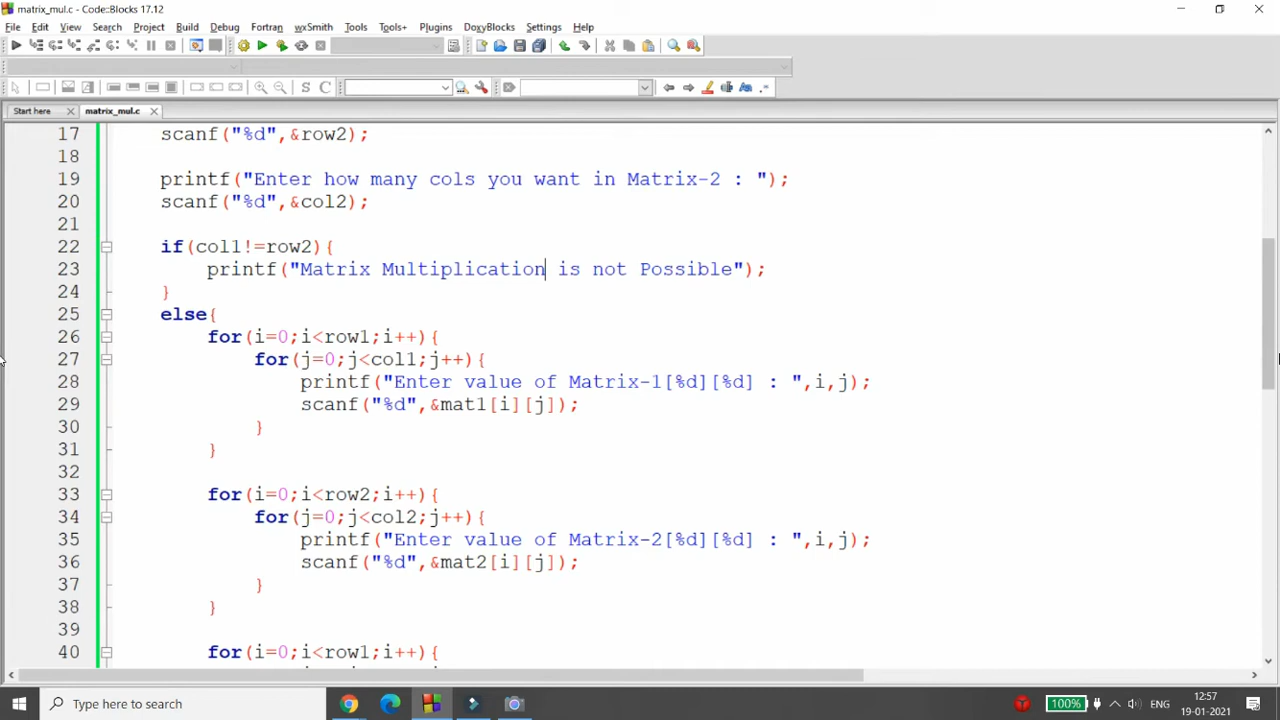 matrix_mul.c - Code::Blocks 17.12
File Edit View Search Project Build Debug Fortran wxSmith Tools Tools+ Plugins DoxyBlocks Settings Help
S C
Start here matrix_mul.c
17 scanf("%d",&row2);
18
19 printf("Enter how many cols you want in Matrix-2 : ");
20 scanf("%d",&col2);
21
22 if(col1!=row2){
23 printf("Matrix Multiplication is not Possible");
24 }
25 else{
26 for(i=0;i<row1;i++){
27 for(j=0;j<col1;j++){
28 printf("Enter value of Matrix-1[%d][%d] : ",i,j);
29 scanf("%d",&mat1[i][j]);
30 }
31 }
32
33 for(i=0;i<row2;i++){
34 for(j=0;j<col2;j++){
35 printf("Enter value of Matrix-2[%d][%d] : ",i,j);
36 scanf("%d",&mat2[i][j]);
37 }
38 }
39
40 for(i=0;i<row1;i++){
Type here to search
100% ENG 12:57
19-01-2021